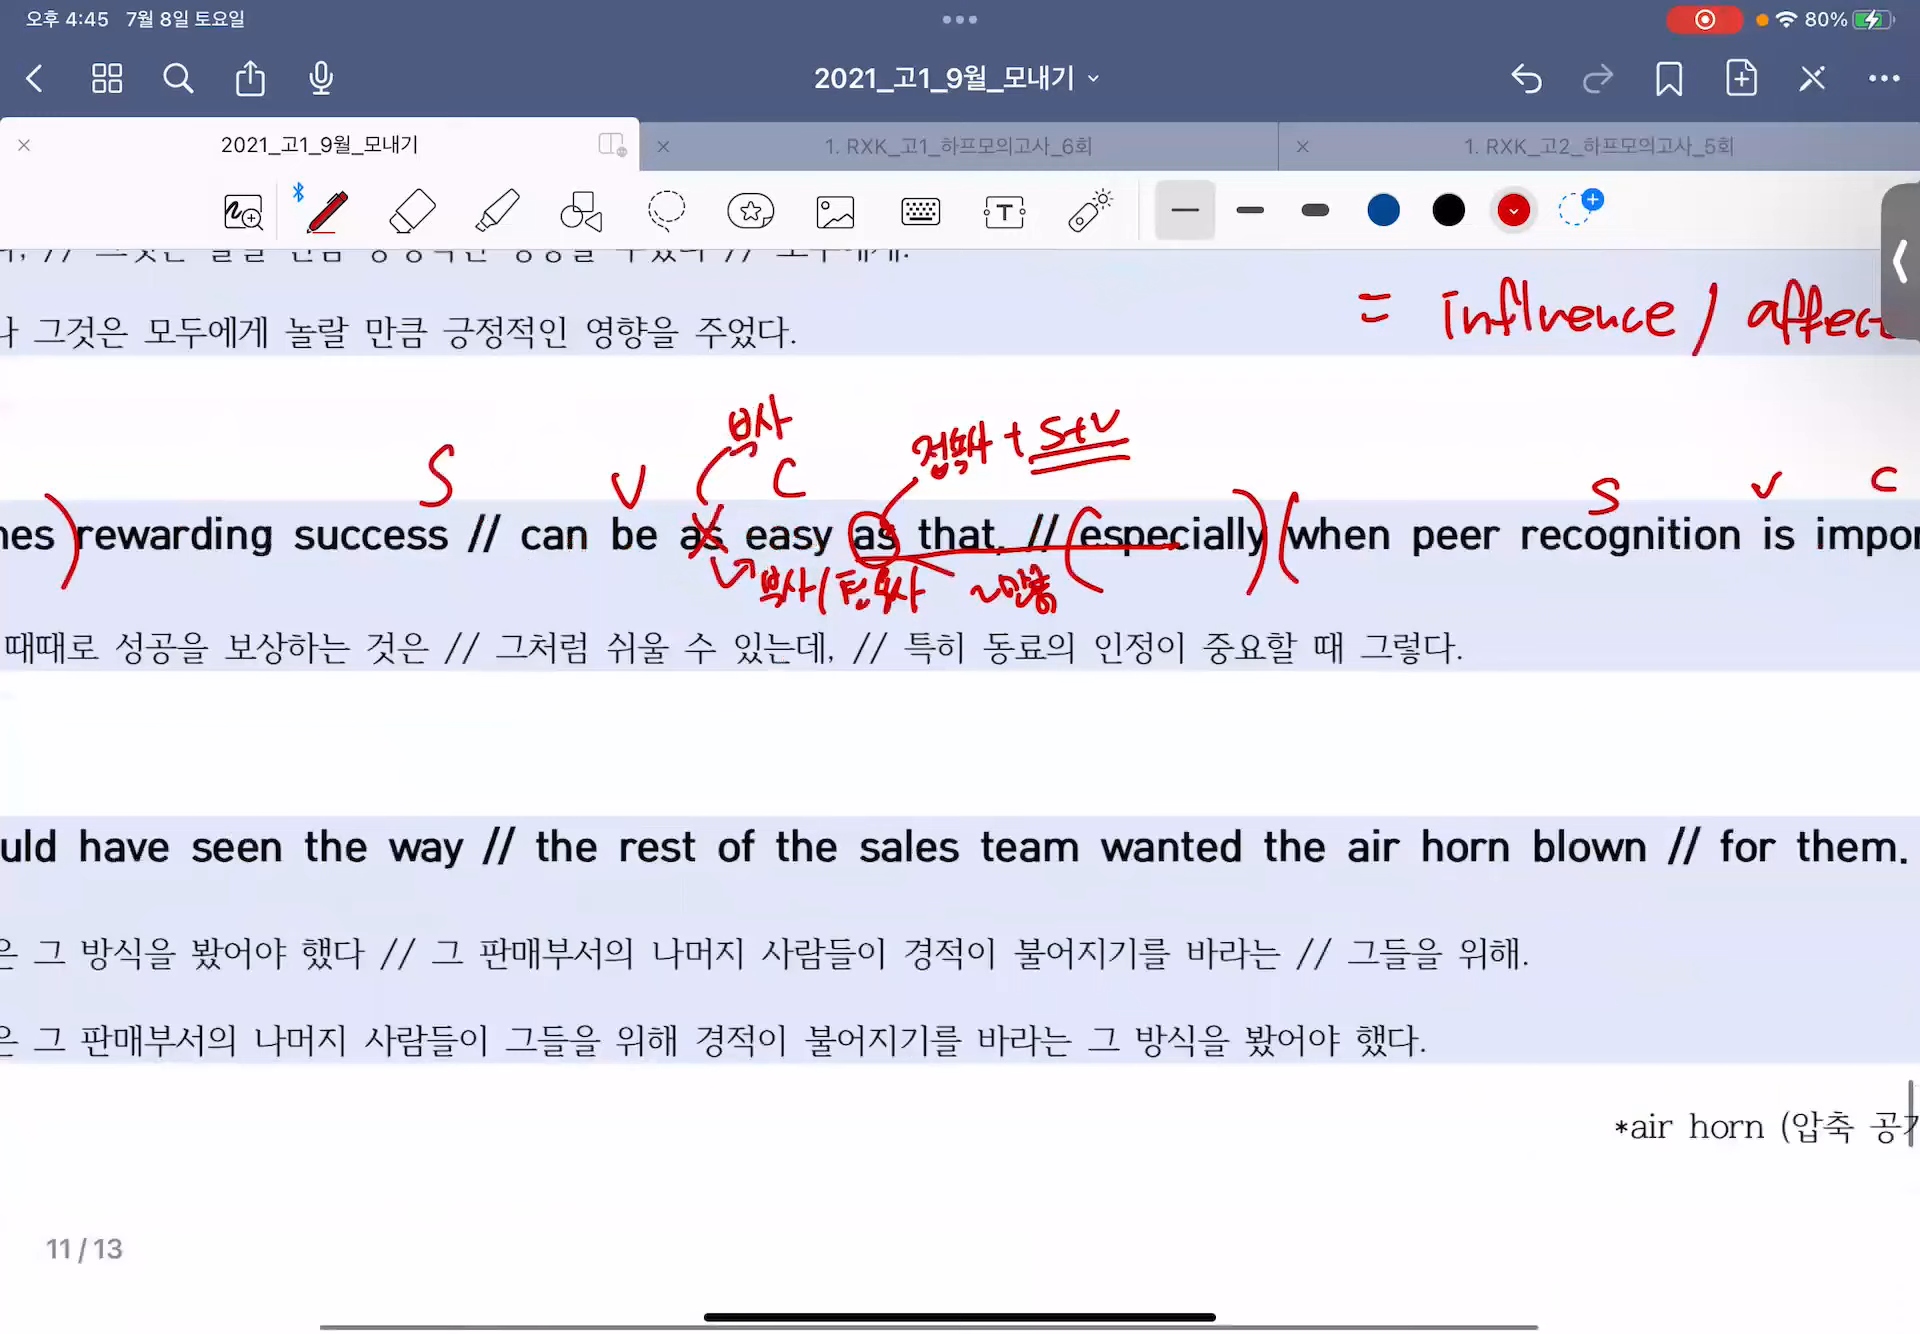 오후 4:45 7월 8일 토요일
80%
2021_고1_9월_모내기
2021_고1_9월_모내기
1. RXK_고1_하프모의고사_6회
1. RXK_고2_하프모의고사_5회
T
나 그것은 모두에게 놀랄 만큼 긍정적인 영향을 주었다.
= influence / affect
부사
접속사 + S+V
S V C S V C
nes rewarding success // can be as easy as that, // especially when peer recognition is impor
부사/형용사 ~만큼
때때로 성공을 보상하는 것은 // 그처럼 쉬울 수 있는데, // 특히 동료의 인정이 중요할 때 그렇다.
uld have seen the way // the rest of the sales team wanted the air horn blown // for them.
은 그 방식을 봤어야 했다 // 그 판매부서의 나머지 사람들이 경적이 불어지기를 바라는 // 그들을 위해.
은 그 판매부서의 나머지 사람들이 그들을 위해 경적이 불어지기를 바라는 그 방식을 봤어야 했다.
*air horn (압축 공기
11 / 13